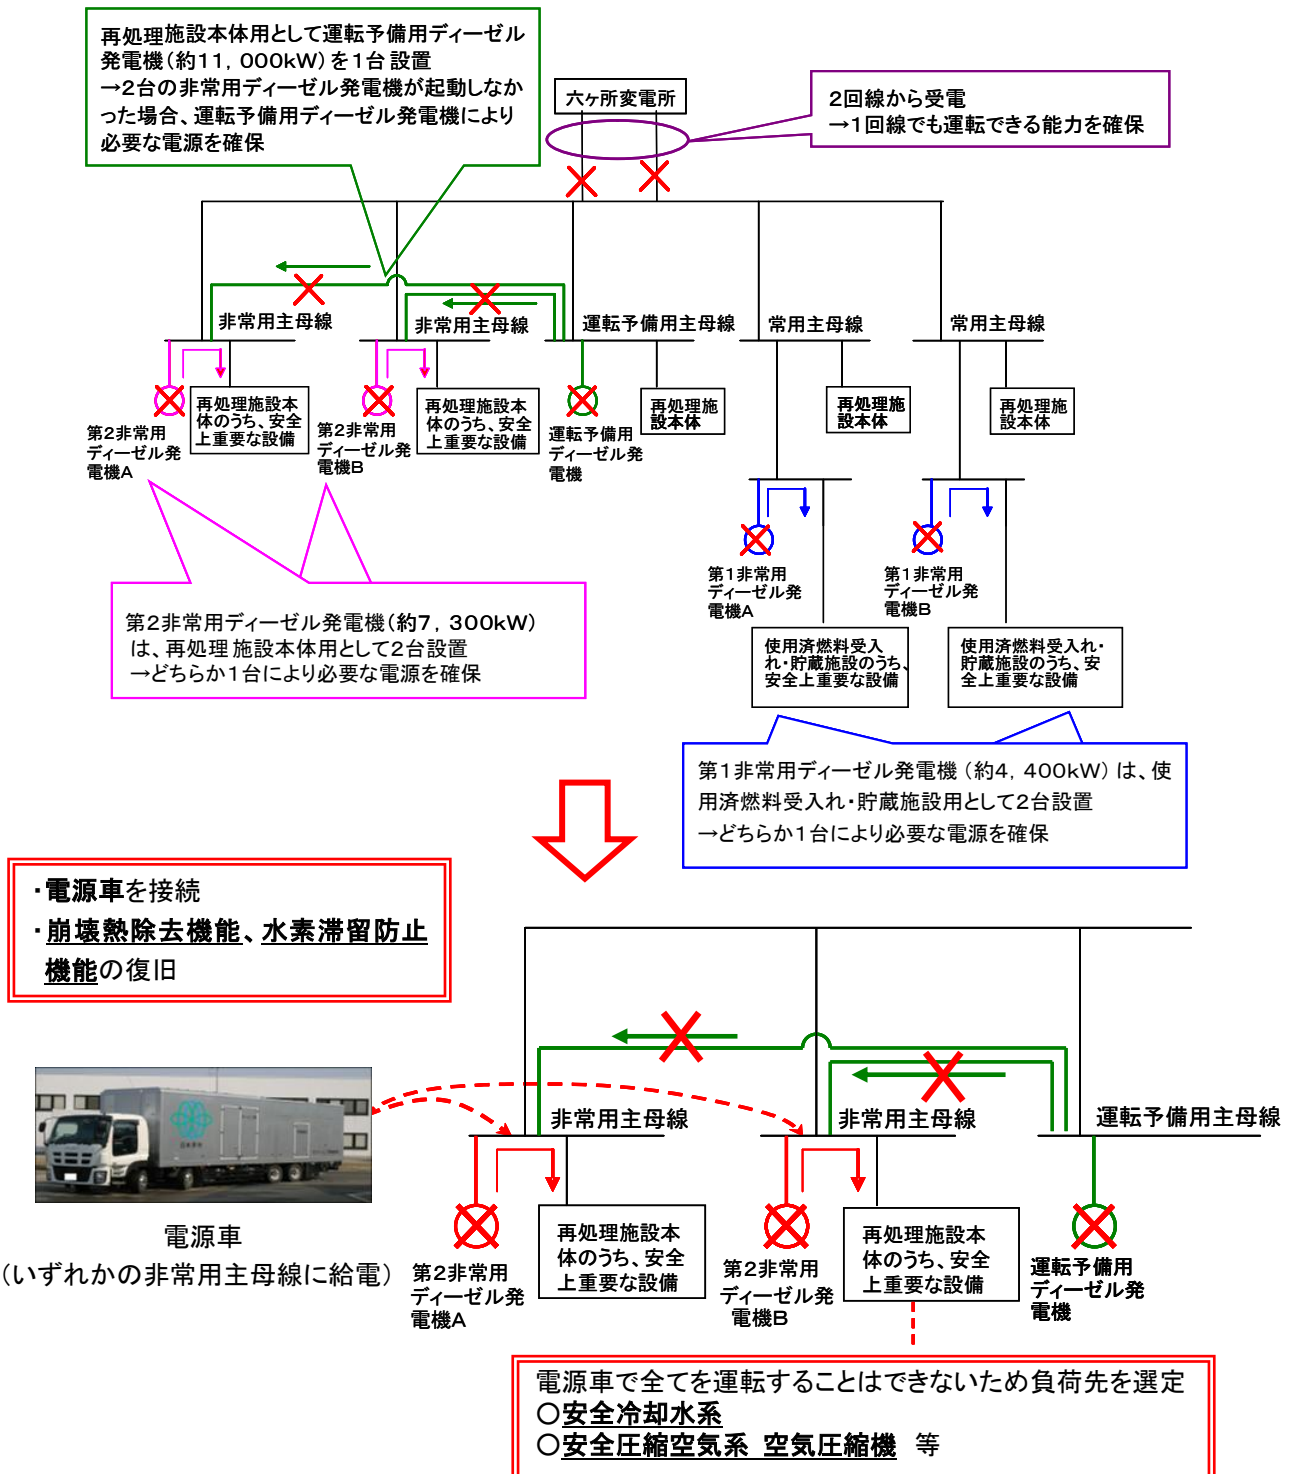 再処理施設本体用として運転予備用ディーゼル
発電機（約11，000kW）を1台設置
→2台の非常用ディーゼル発電機が起動しなか
った場合、運転予備用ディーゼル発電機により
必要な電源を確保
六ヶ所変電所
2回線から受電
→1回線でも運転できる能力を確保
非常用主母線
非常用主母線
運転予備用主母線
常用主母線
常用主母線
再処理施設本
体のうち、安全
上重要な設備
再処理施設本
体のうち、安全
上重要な設備
再処理施
設本体
再処理施
設本体
再処理施
設本体
第2非常用
ディーゼル発
電機A
第2非常用
ディーゼル発
電機B
運転予備用
ディーゼル発
電機
第1非常用
ディーゼル発
電機A
第1非常用
ディーゼル発
電機B
第2非常用ディーゼル発電機（約7，300kW）
は、再処理施設本体用として2台設置
→どちらか1台により必要な電源を確保
使用済燃料受入
れ・貯蔵施設のうち、
安全上重要な設備
使用済燃料受入れ・
貯蔵施設のうち、安
全上重要な設備
第1非常用ディーゼル発電機（約4，400kW）は、使
用済燃料受入れ・貯蔵施設用として2台設置
→どちらか1台により必要な電源を確保
・電源車を接続
・崩壊熱除去機能、水素滞留防止
機能の復旧
非常用主母線
非常用主母線
運転予備用主母線
電源車
（いずれかの非常用主母線に給電）
再処理施設本
体のうち、安全
上重要な設備
再処理施設本
体のうち、安全
上重要な設備
第2非常用
ディーゼル発
電機A
第2非常用
ディーゼル発
電機B
運転予備用
ディーゼル発
電機
電源車で全てを運転することはできないため負荷先を選定
○安全冷却水系
○安全圧縮空気系 空気圧縮機 等